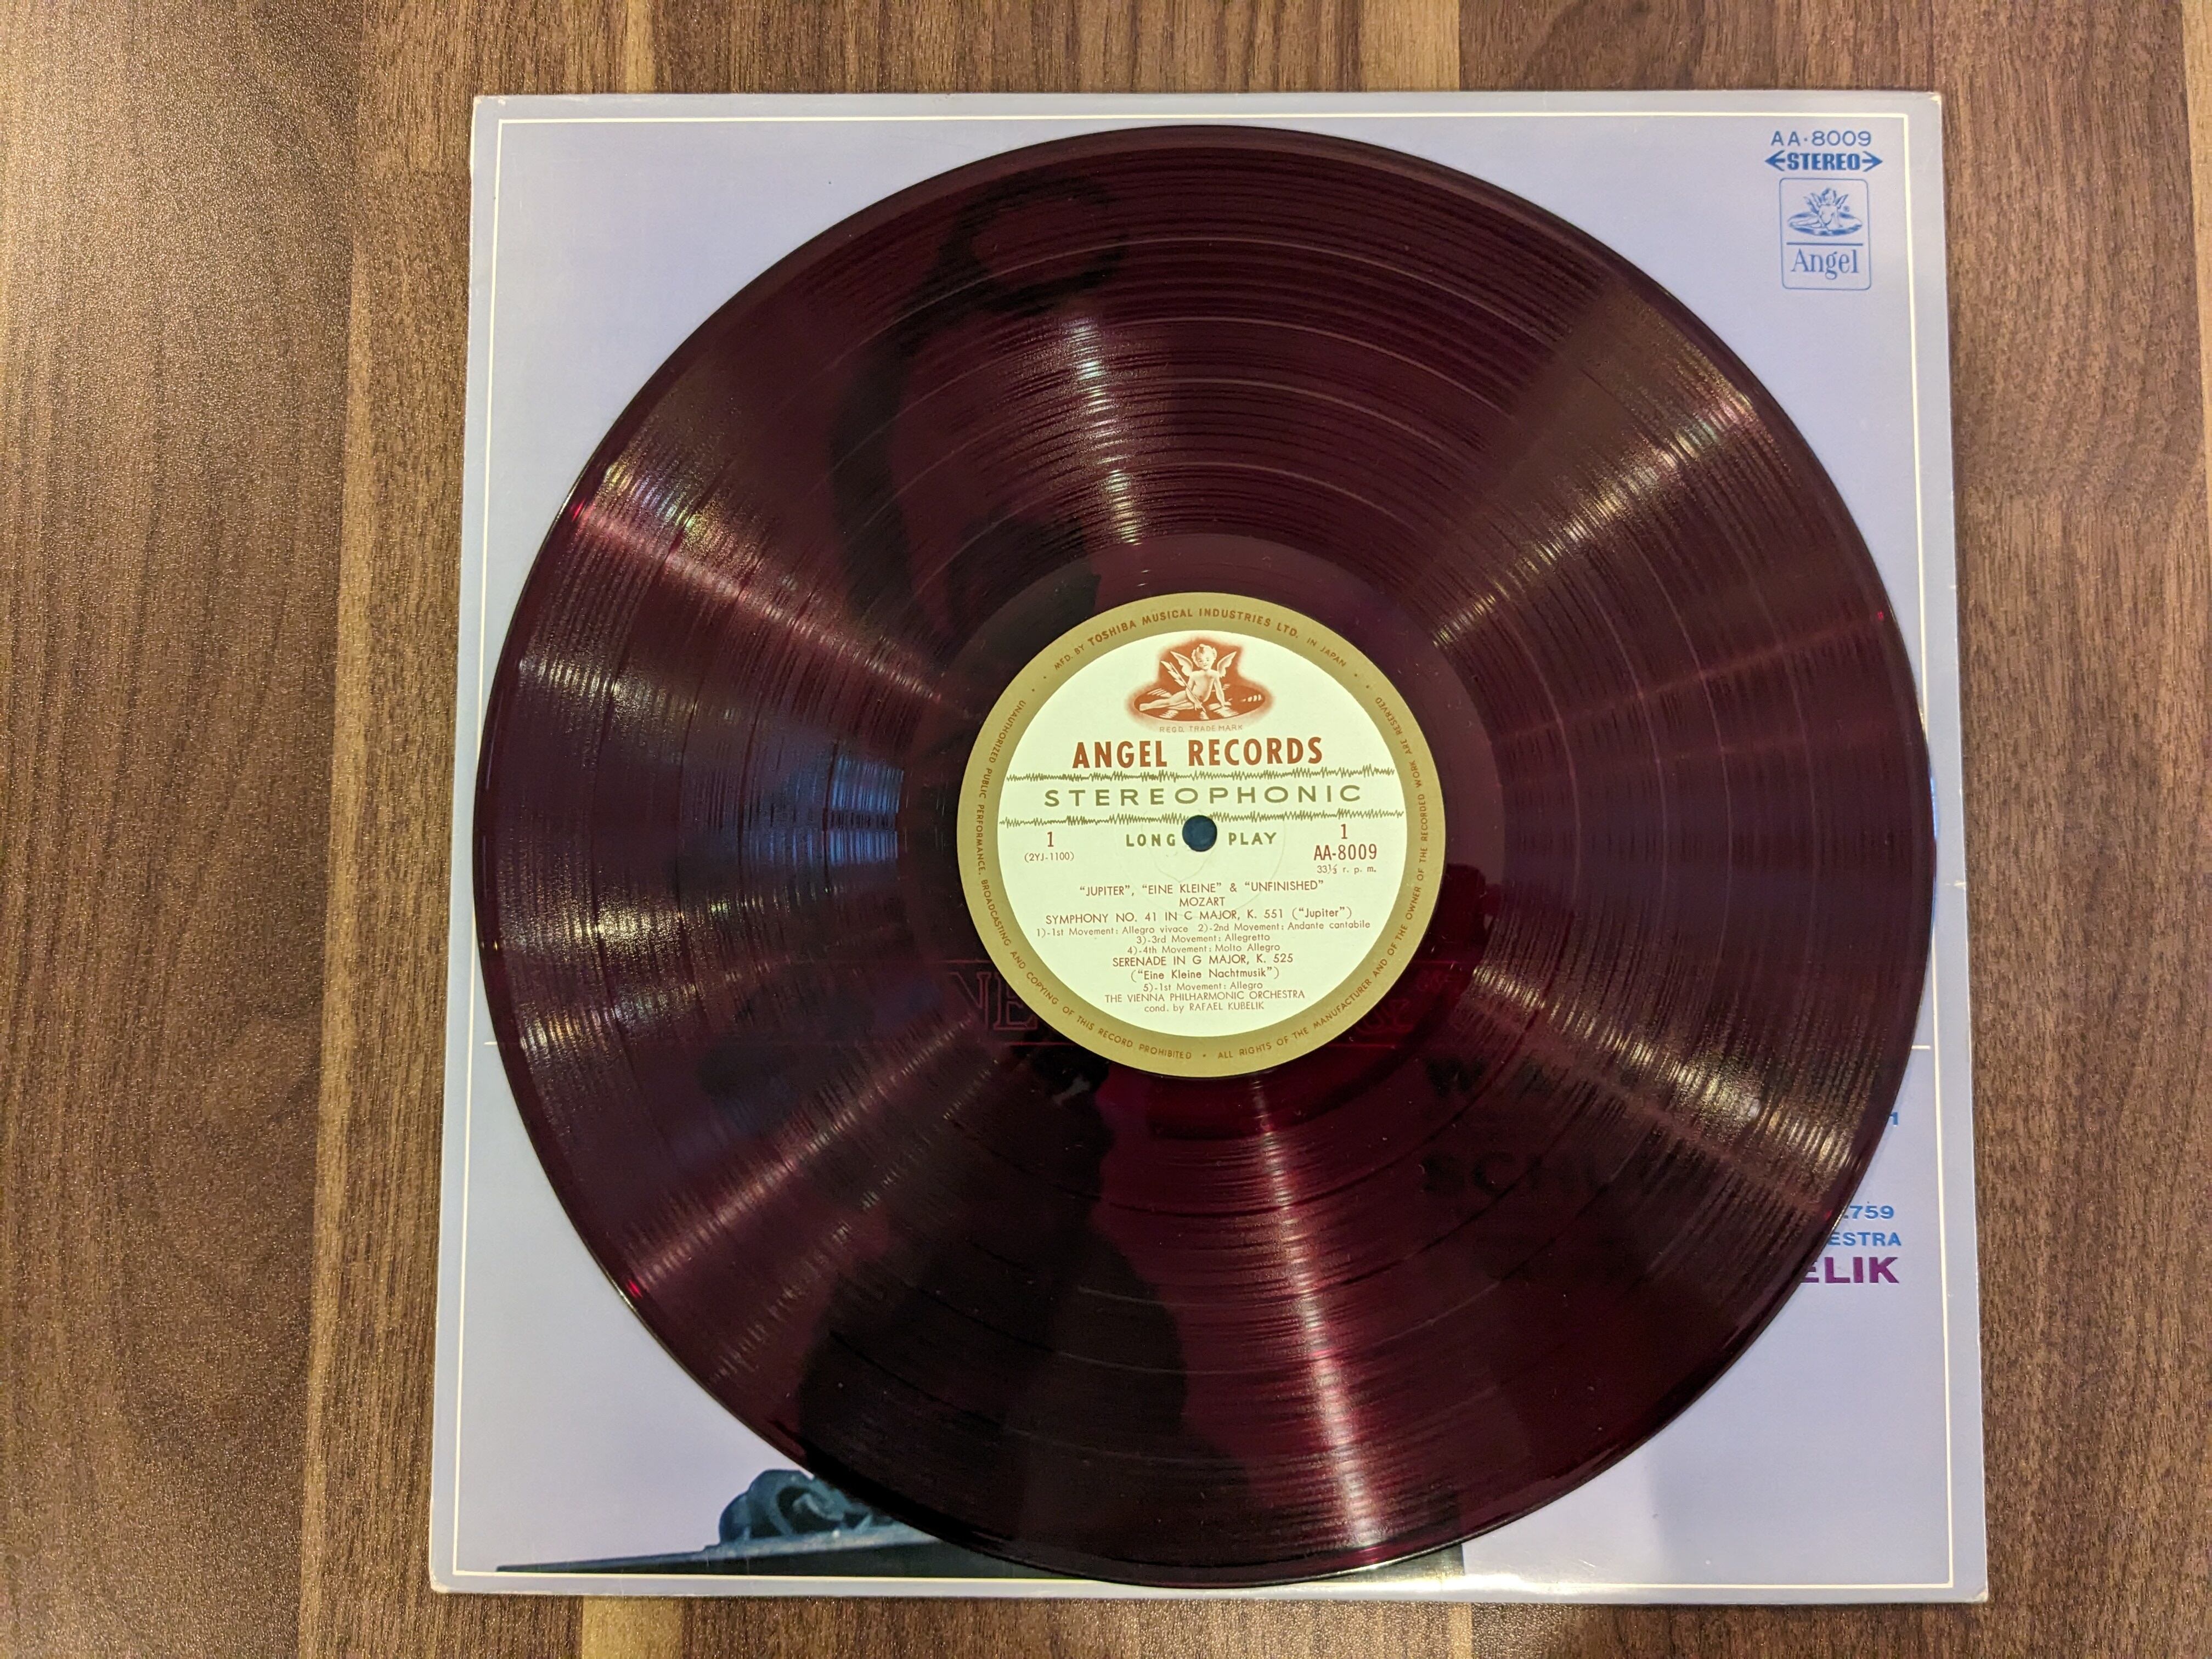 AA·8009
STEREO
Angel
MFD. BY TOSHIBA MUSICAL INDUSTRIES LTD. IN JAPAN
REGD. TRADE MARK
ANGEL RECORDS
STEREOPHONIC
LONG PLAY
1
(2YJ-1100)
1
AA-8009
33⅓ r. p. m.
"JUPITER", "EINE KLEINE" & "UNFINISHED"
MOZART
SYMPHONY NO. 41 IN C MAJOR, K. 551 ("Jupiter")
1)-1st Movement: Allegro vivace 2)-2nd Movement: Andante cantabile
3)-3rd Movement: Allegretto
4)-4th Movement: Molto Allegro
SERENADE IN G MAJOR, K. 525
("Eine Kleine Nachtmusik")
5)-1st Movement: Allegro
THE VIENNA PHILHARMONIC ORCHESTRA
cond. by RAFAEL KUBELIK
ALL RIGHTS OF THE MANUFACTURER AND OF THE OWNER OF THE RECORDED WORK ARE RESERVED
UNAUTHORIZED PUBLIC PERFORMANCE, BROADCASTING AND COPYING OF THIS RECORD PROHIBITED
NE
&
1
759
ESTRA
ELIK